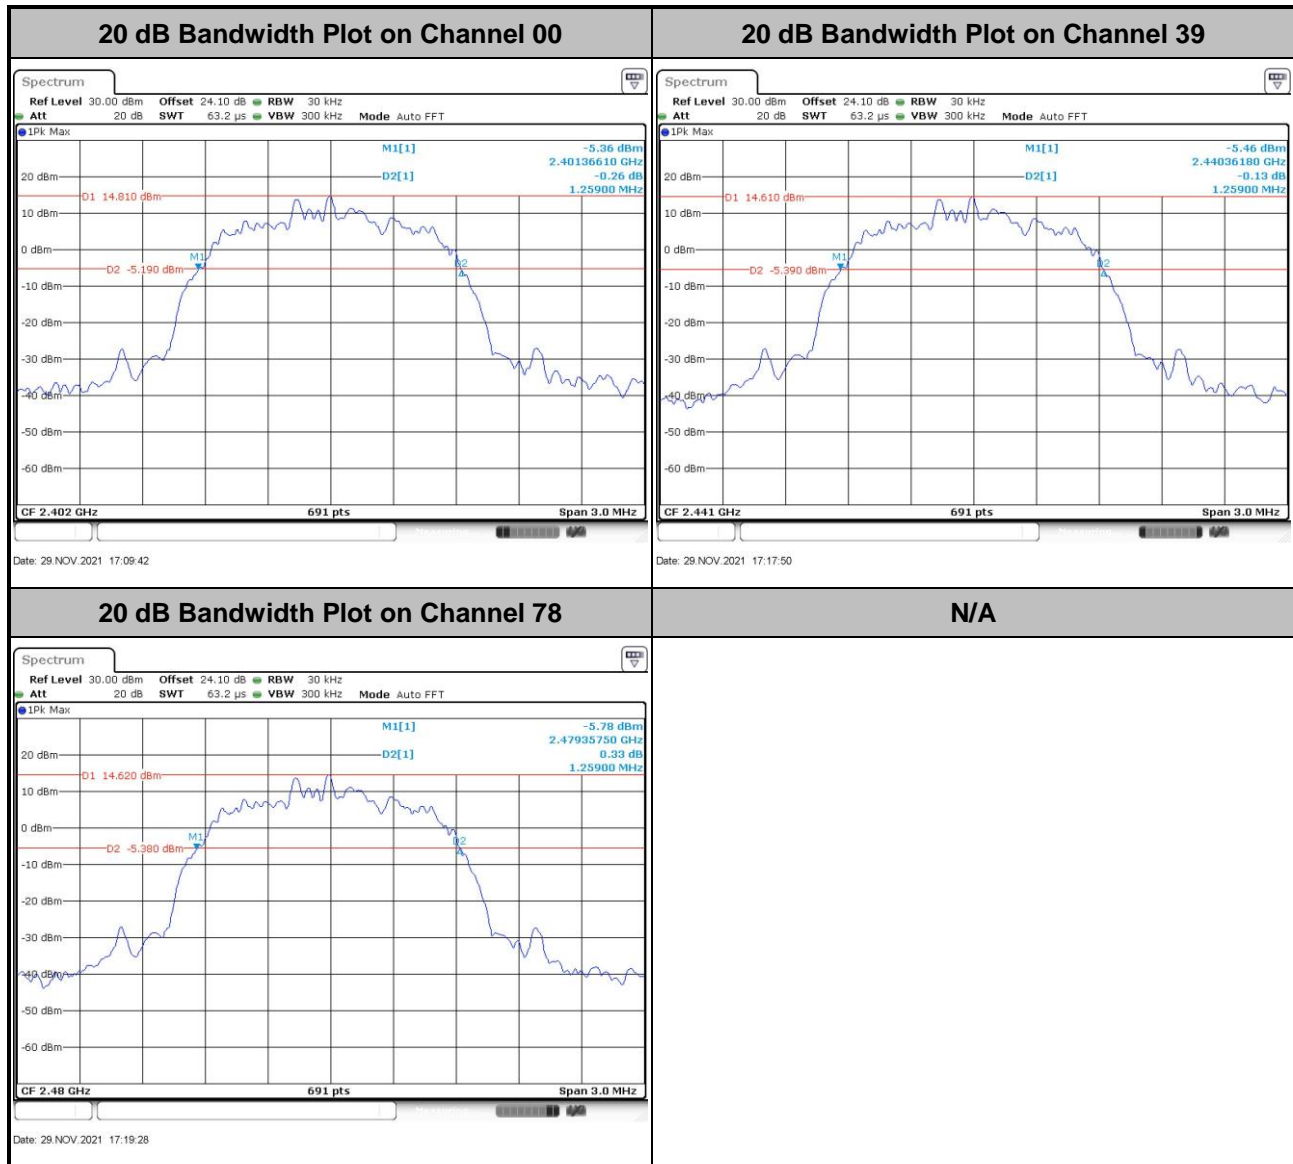 20 dB Bandwidth Plot on Channel 00
Spectrum
Ref Level 30.00 dBm Offset 24.10 dB RBW 30 kHz
Att 20 dB SWT 63.2 µs VBW 300 kHz Mode Auto FFT
1Pk Max
M1[1] -5.36 dBm
2.40136610 GHz
D2[1] -0.26 dB
1.25900 MHz
20 dBm
D1 14.810 dBm
10 dBm
0 dBm
M1
D2
D2 -5.190 dBm
-10 dBm
-20 dBm
-30 dBm
-40 dBm
-50 dBm
-60 dBm
CF 2.402 GHz 691 pts Span 3.0 MHz
Date: 29.NOV.2021 17:09:42
20 dB Bandwidth Plot on Channel 39
Spectrum
Ref Level 30.00 dBm Offset 24.10 dB RBW 30 kHz
Att 20 dB SWT 63.2 µs VBW 300 kHz Mode Auto FFT
1Pk Max
M1[1] -5.46 dBm
2.44036180 GHz
D2[1] -0.13 dB
1.25900 MHz
20 dBm
D1 14.610 dBm
10 dBm
0 dBm
M1
D2
D2 -5.390 dBm
-10 dBm
-20 dBm
-30 dBm
-40 dBm
-50 dBm
-60 dBm
CF 2.441 GHz 691 pts Span 3.0 MHz
Date: 29.NOV.2021 17:17:50
20 dB Bandwidth Plot on Channel 78
Spectrum
Ref Level 30.00 dBm Offset 24.10 dB RBW 30 kHz
Att 20 dB SWT 63.2 µs VBW 300 kHz Mode Auto FFT
1Pk Max
M1[1] -5.78 dBm
2.47935750 GHz
D2[1] 0.33 dB
1.25900 MHz
20 dBm
D1 14.620 dBm
10 dBm
0 dBm
M1
D2
D2 -5.380 dBm
-10 dBm
-20 dBm
-30 dBm
-40 dBm
-50 dBm
-60 dBm
CF 2.48 GHz 691 pts Span 3.0 MHz
Date: 29.NOV.2021 17:19:28
N/A